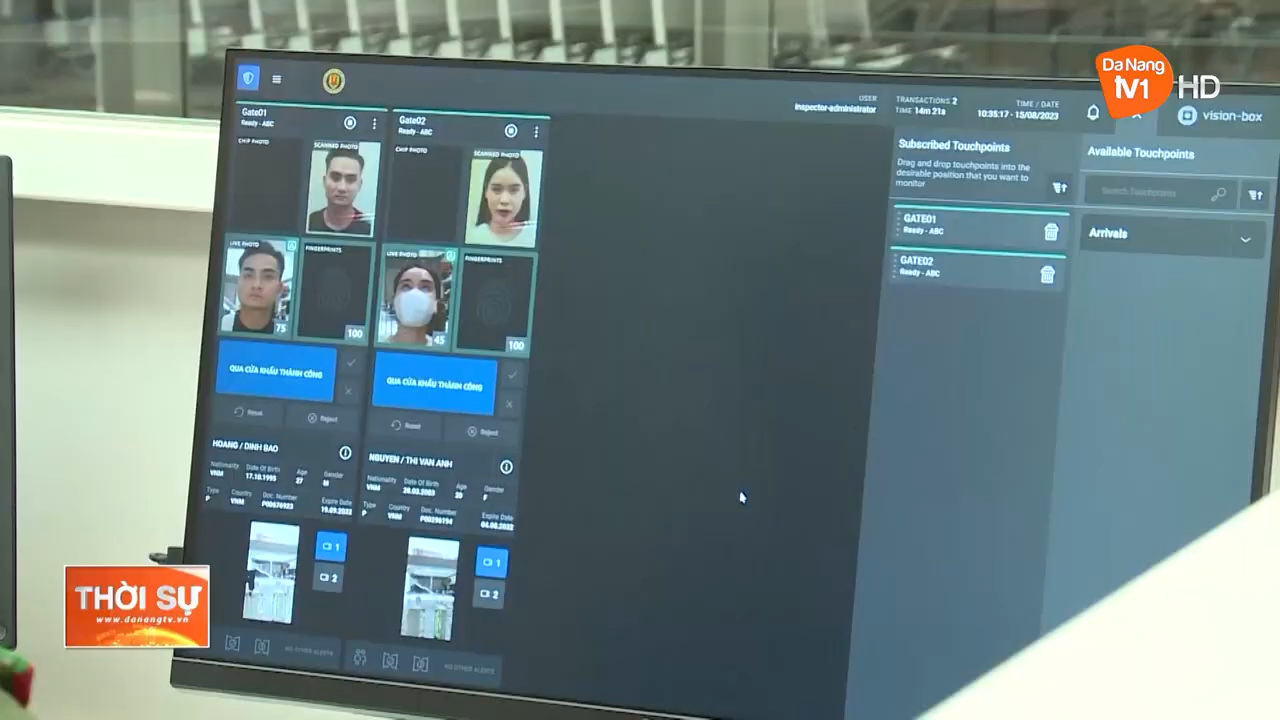 Da Nang
TV1 HD
USER
inspector-administrator
TRANSACTIONS 2
TIME 14m 21s
TIME / DATE
10:35:17 - 15/08/2023
vision-box
Gate01
Ready - ABC
CHIP PHOTO
SCANNED PHOTO
LIVE PHOTO
75
FINGERPRINTS
100
QUA CỬA KHẨU THÀNH CÔNG
Reset
Reject
HOANG / DINH BAO
Nationality
VNM
Date Of Birth
17.10.1995
Age
27
Gender
M
Type
P
Country
VNM
Doc. Number
Expire Date
1
2
NO OTHER ALERTS
Gate02
Ready - ABC
CHIP PHOTO
SCANNED PHOTO
LIVE PHOTO
45
FINGERPRINTS
100
QUA CỬA KHẨU THÀNH CÔNG
Reset
Reject
NGUYEN / THI VAN ANH
Nationality
VNM
Date Of Birth
Age
20
Gender
F
Type
P
Country
VNM
Doc. Number
Expire Date
1
2
NO OTHER ALERTS
Subscribed Touchpoints
Drag and drop touchpoints into the
desirable position that you want to
monitor
GATE01
Ready - ABC
GATE02
Ready - ABC
Available Touchpoints
Search Touchpoints
Arrivals
THỜI SỰ
www.danangtv.vn